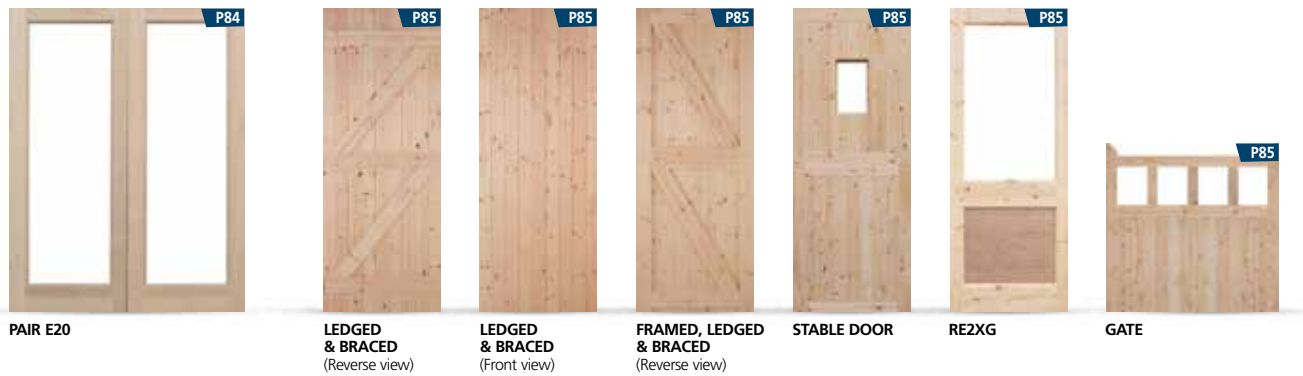 P84
P85
P85
P85
P85
P85
P85
PAIR E20
LEDGED
& BRACED
(Reverse view)
LEDGED
& BRACED
(Front view)
FRAMED, LEDGED
& BRACED
(Reverse view)
STABLE DOOR
RE2XG
GATE